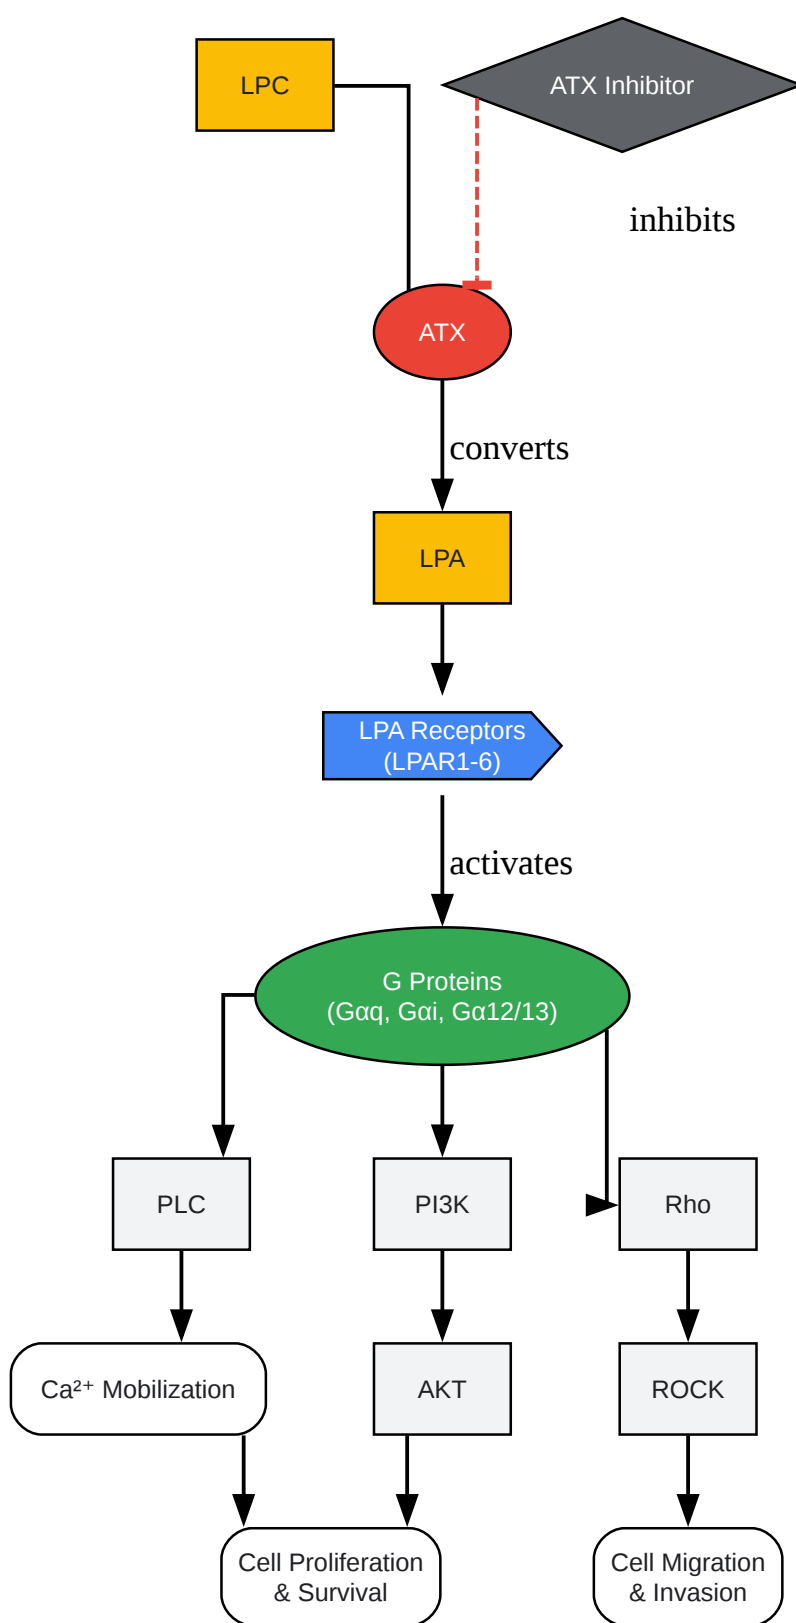 LPC
ATX Inhibitor
inhibits
ATX
converts
LPA
LPA Receptors
(LPAR1-6)
activates
G Proteins
(Gαq, Gαi, Gα12/13)
PLC
PI3K
Rho
Ca²⁺ Mobilization
AKT
ROCK
Cell Proliferation
& Survival
Cell Migration
& Invasion